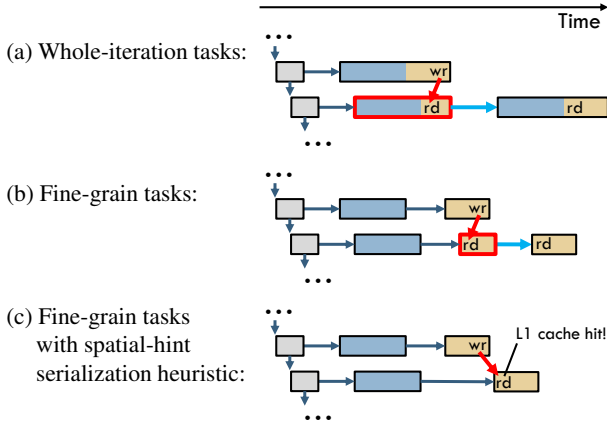 Time
(a) Whole-iteration tasks:
...
wr
rd
rd
...
(b) Fine-grain tasks:
...
wr
rd
rd
...
(c) Fine-grain tasks
with spatial-hint
serialization heuristic:
...
wr
L1 cache hit!
rd
...